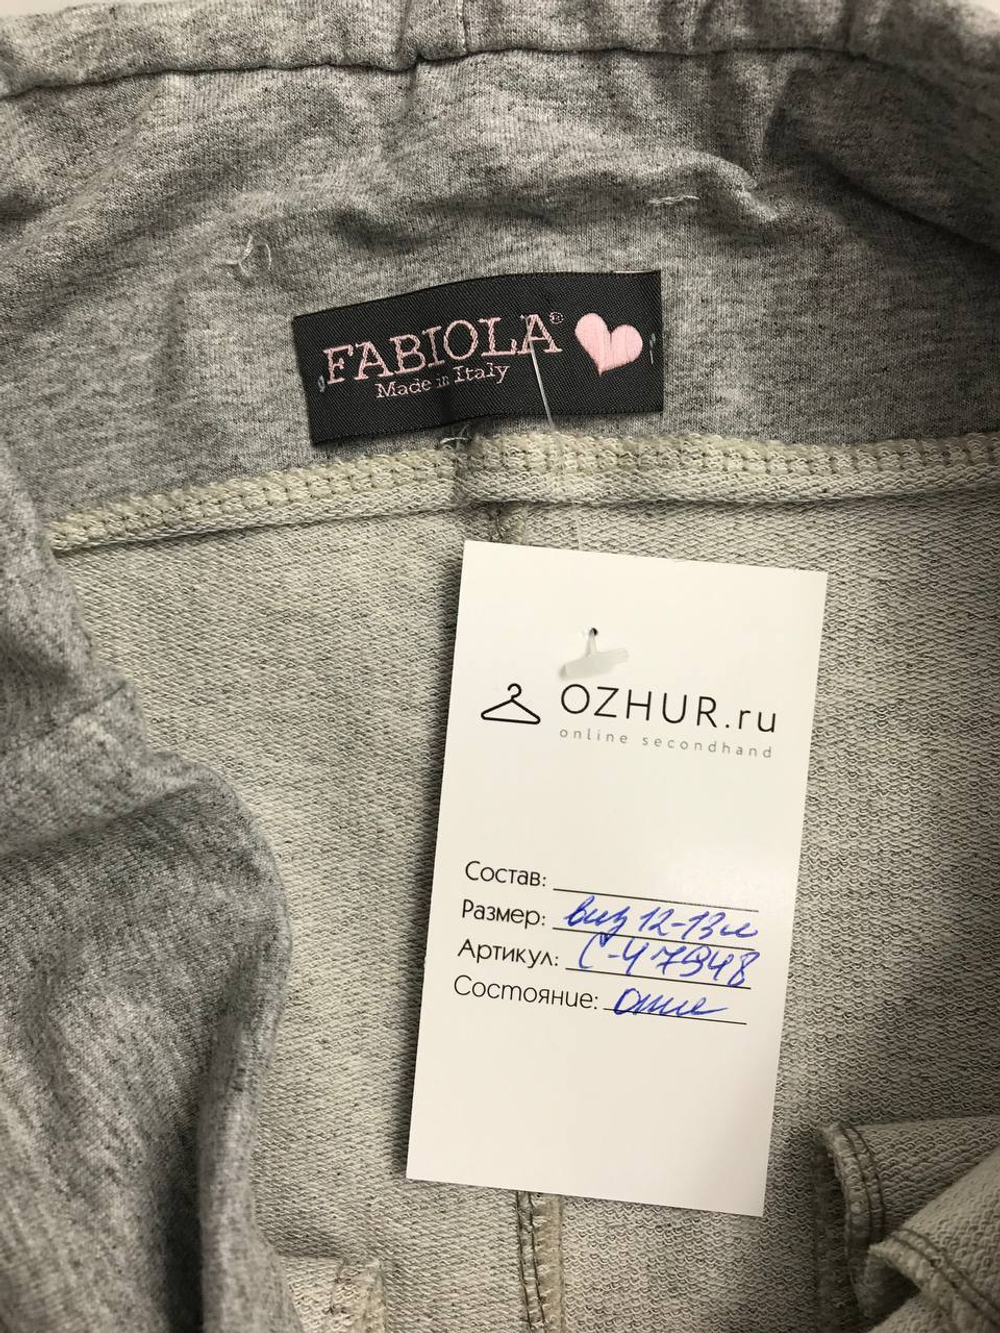 FABIOLA®
Made in Italy
OZHUR.ru
online secondhand
Состав:
Размер: виз 12-13л
Артикул: С-47948
Состояние: отл